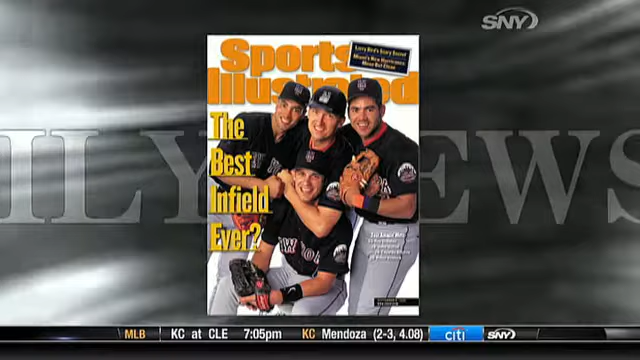 SNY
Sports
Illustrated
Larry Bird's Scary Secret
The
Best
Infield
Ever?
ILY NEWS
MLB KC at CLE 7:05pm KC Mendoza (2-3, 4.08) citi SNY